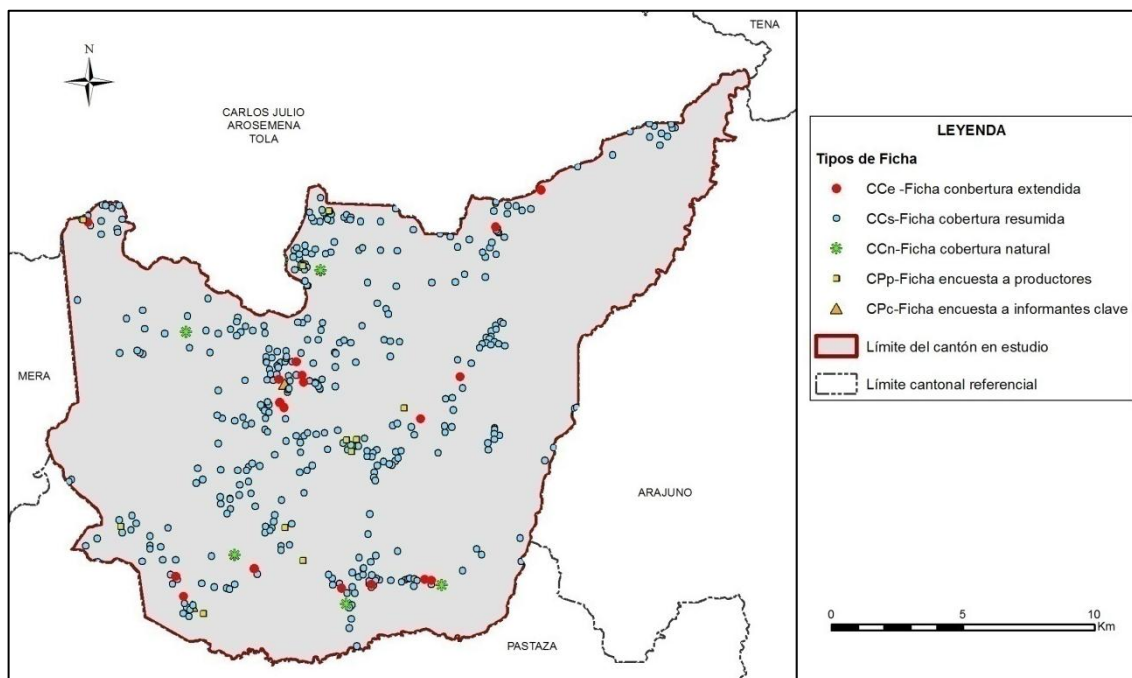 TENA
N
CARLOS JULIO
AROSEMENA
TOLA
MERA
ARAJUNO
PASTAZA
LEYENDA
Tipos de Ficha
CCe -Ficha conbertura extendida
CCs-Ficha cobertura resumida
CCn-Ficha cobertura natural
CPp-Ficha encuesta a productores
CPc-Ficha encuesta a informantes clave
Límite del cantón en estudio
Límite cantonal referencial
0 5 10
Km